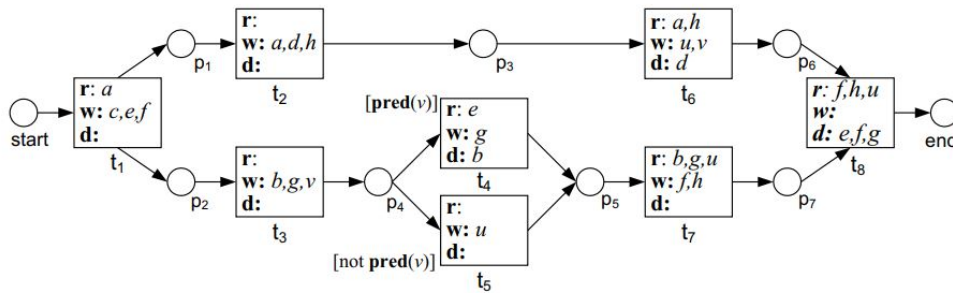 r:
w: a,d,h
d:
t2
p1
p3
r: a,h
w: u,v
d: d
t6
p6
r: a
w: c,e,f
d:
t1
start
[pred(v)]
r: e
w: g
d: b
t4
r: f,h,u
w:
d: e,f,g
t8
end
p2
r:
w: b,g,v
d:
t3
p4
p5
r: b,g,u
w: f,h
d:
t7
p7
r:
w: u
d:
t5
[not pred(v)]